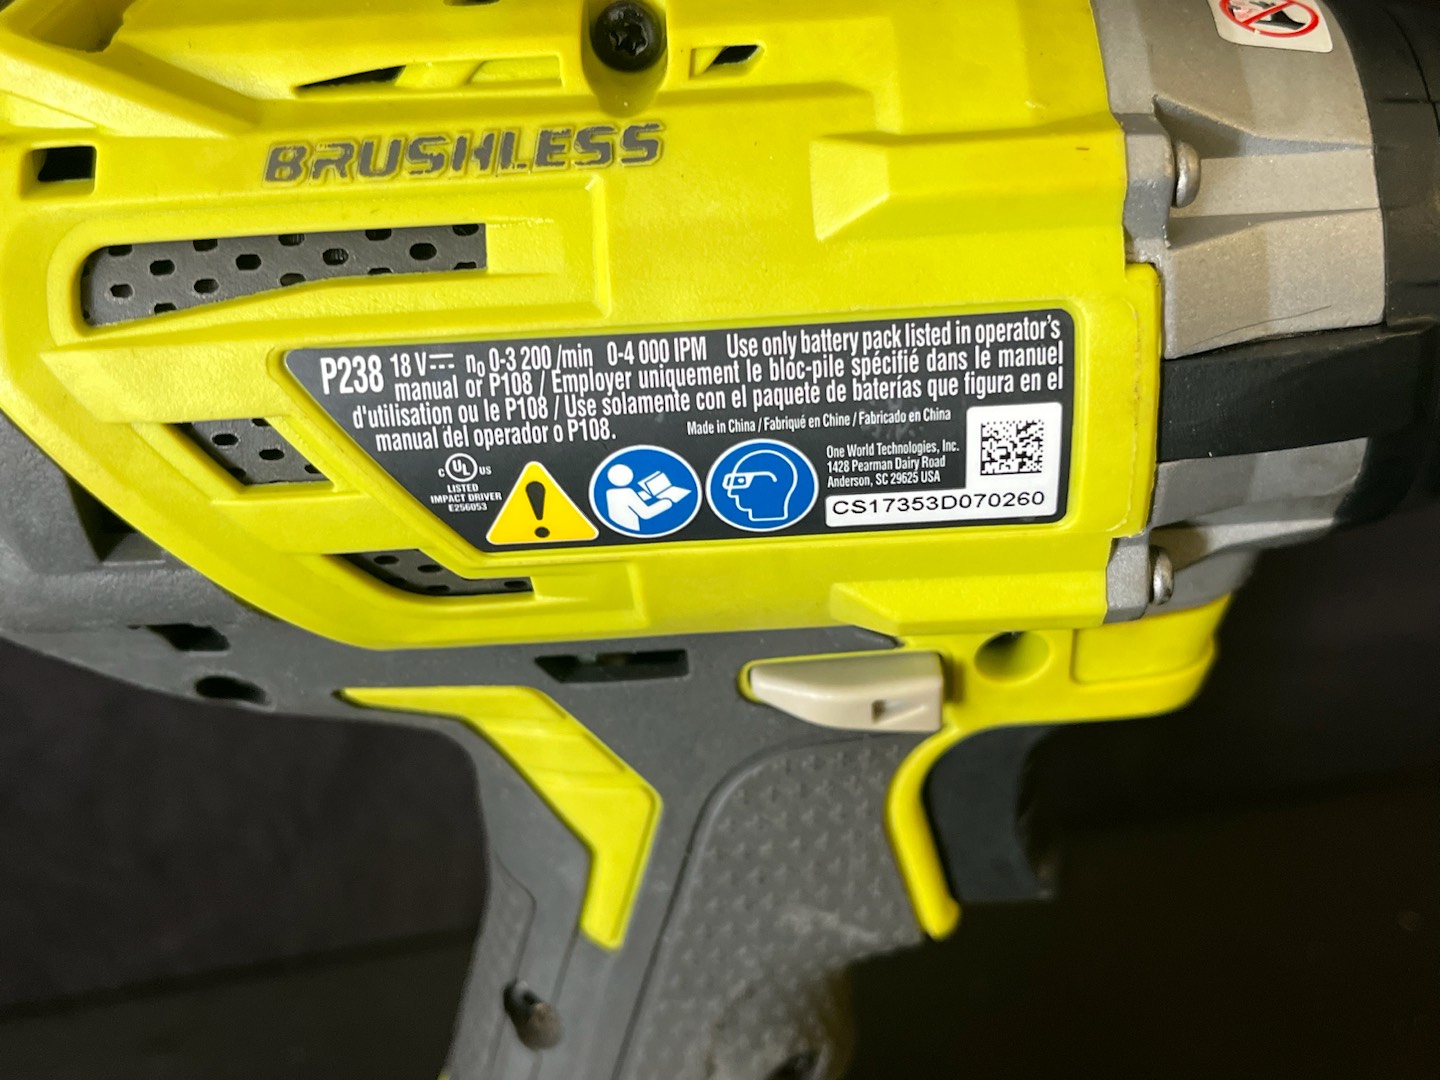 BRUSHLESS
P238 18 V n0 0-3 200 /min 0-4 000 IPM Use only battery pack listed in operator's
manual or P108 / Employer uniquement le bloc-pile spécifié dans le manuel
d'utilisation ou le P108 / Use solamente con el paquete de baterías que figura en el
manual del operador o P108.
Made in China / Fabriqué en Chine / Fabricado en China
C UL US
LISTED
IMPACT DRIVER
E256053
One World Technologies, Inc.
1428 Pearman Dairy Road
Anderson, SC 29625 USA
CS17353D070260